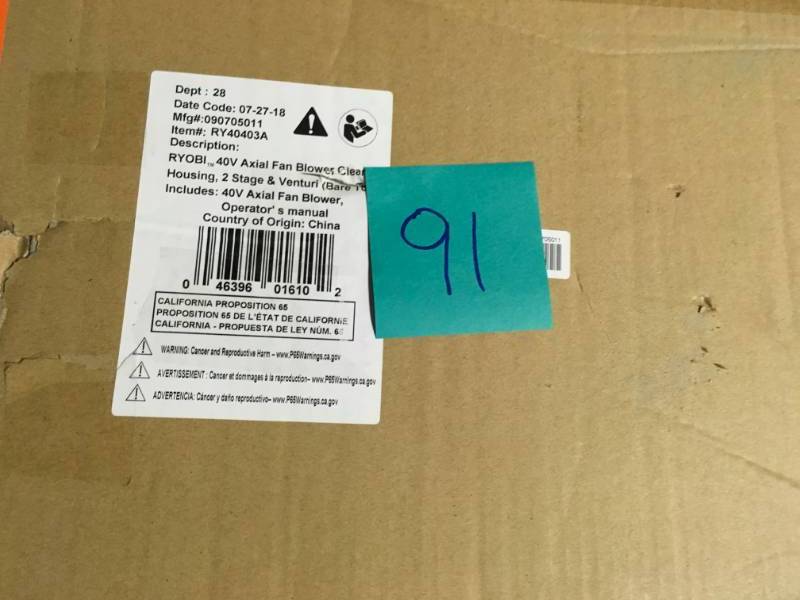 Dept : 28
Date Code: 07-27-18
Mfg#:090705011
Item#: RY40403A
Description:
RYOBI™ 40V Axial Fan Blower Clear
Housing, 2 Stage & Venturi (Bare
Includes: 40V Axial Fan Blower,
Operator's manual
Country of Origin: China
0 46396 01610 2
CALIFORNIA PROPOSITION 65
PROPOSITION 65 DE L'ÉTAT DE CALIFORNIE
CALIFORNIA - PROPUESTA DE LEY NÚM. 65
WARNING: Cancer and Reproductive Harm – www.P65Warnings.ca.gov
AVERTISSEMENT : Cancer et dommages à la reproduction– www.P65Warnings.ca.gov
ADVERTENCIA: Cáncer y daño reproductivo– www.P65Warnings.ca.gov
91